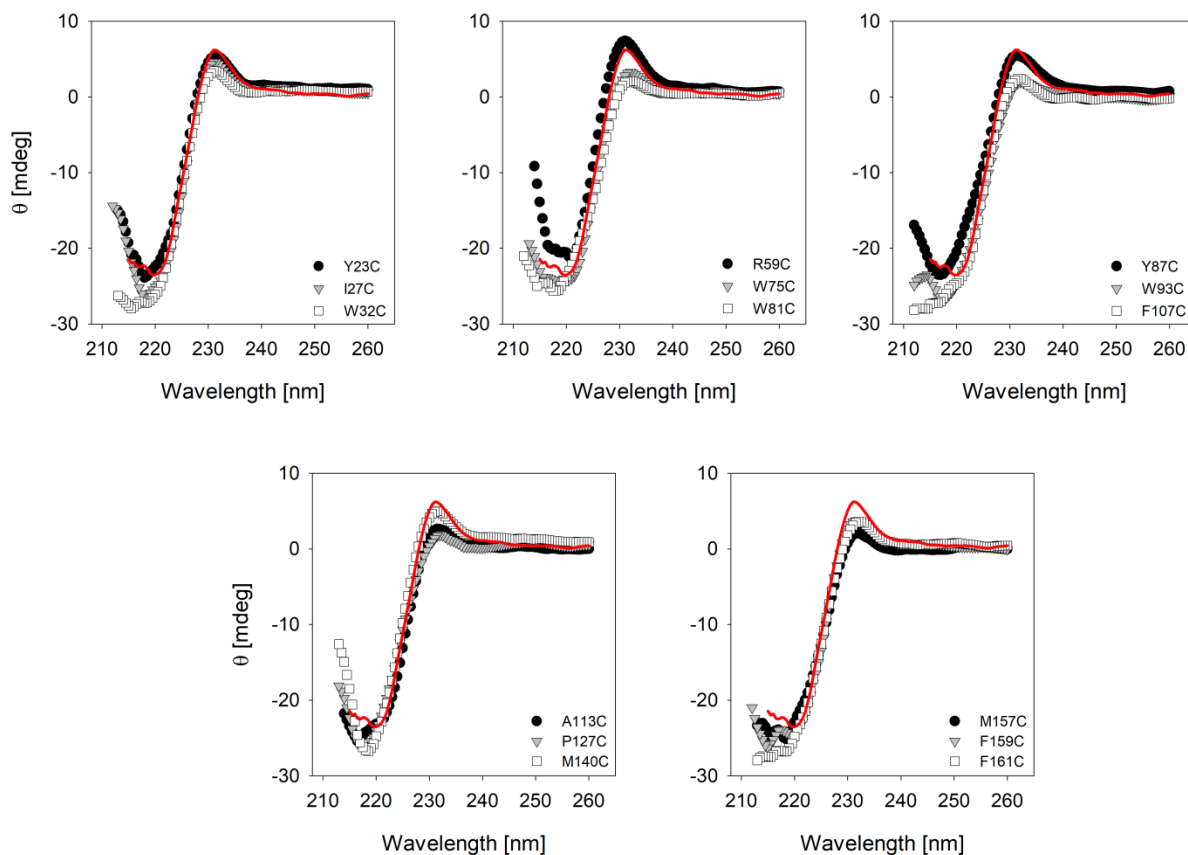 10
0
-10
-20
-30
θ [mdeg]
210 220 230 240 250 260
Wavelength [nm]
Y23C
I27C
W32C
10
0
-10
-20
-30
210 220 230 240 250 260
Wavelength [nm]
R59C
W75C
W81C
10
0
-10
-20
-30
210 220 230 240 250 260
Wavelength [nm]
Y87C
W93C
F107C
10
0
-10
-20
-30
θ [mdeg]
210 220 230 240 250 260
Wavelength [nm]
A113C
P127C
M140C
10
0
-10
-20
-30
210 220 230 240 250 260
Wavelength [nm]
M157C
F159C
F161C